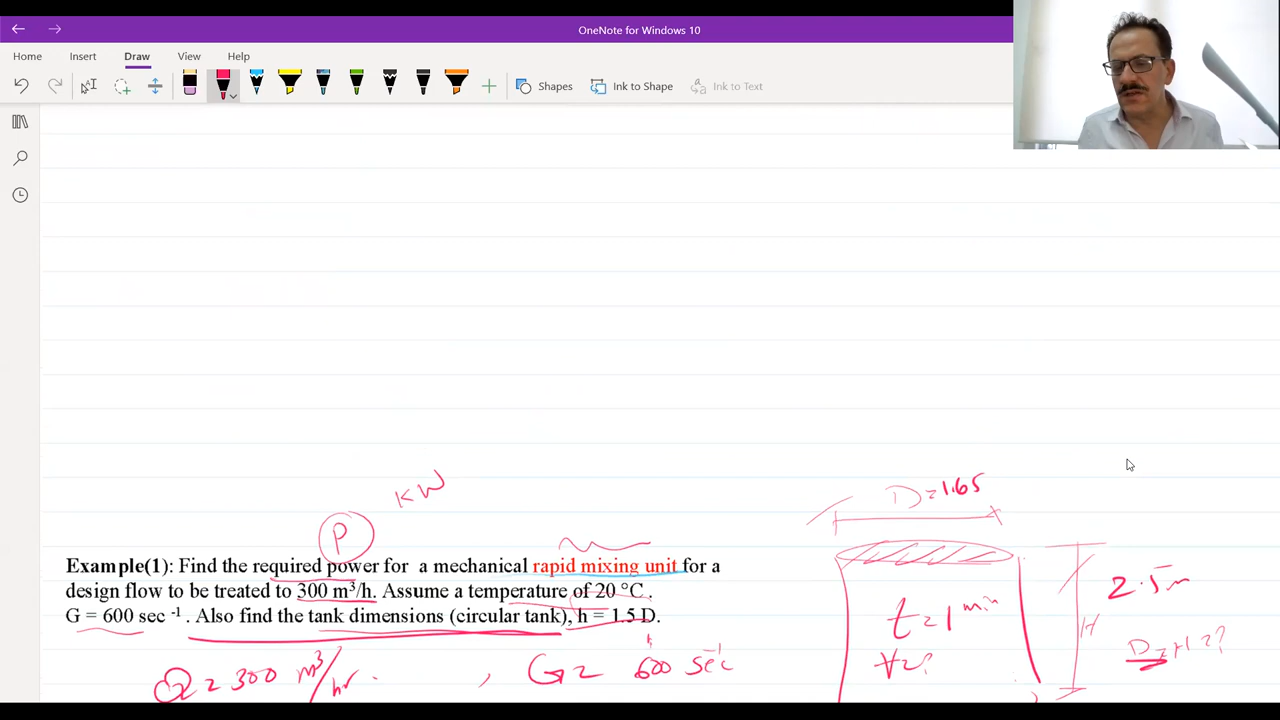 OneNote for Windows 10
Home Insert Draw View Help
Shapes Ink to Shape Ink to Text
KW
P
D=1.65
Example(1): Find the required power for a mechanical rapid mixing unit for a
design flow to be treated to 300 m³/h. Assume a temperature of 20 °C .
G = 600 sec -1 . Also find the tank dimensions (circular tank), h = 1.5 D.
Q = 300 m³/hr . , G = 600 sec⁻¹
t=1 min
∀=?
H
2.5m